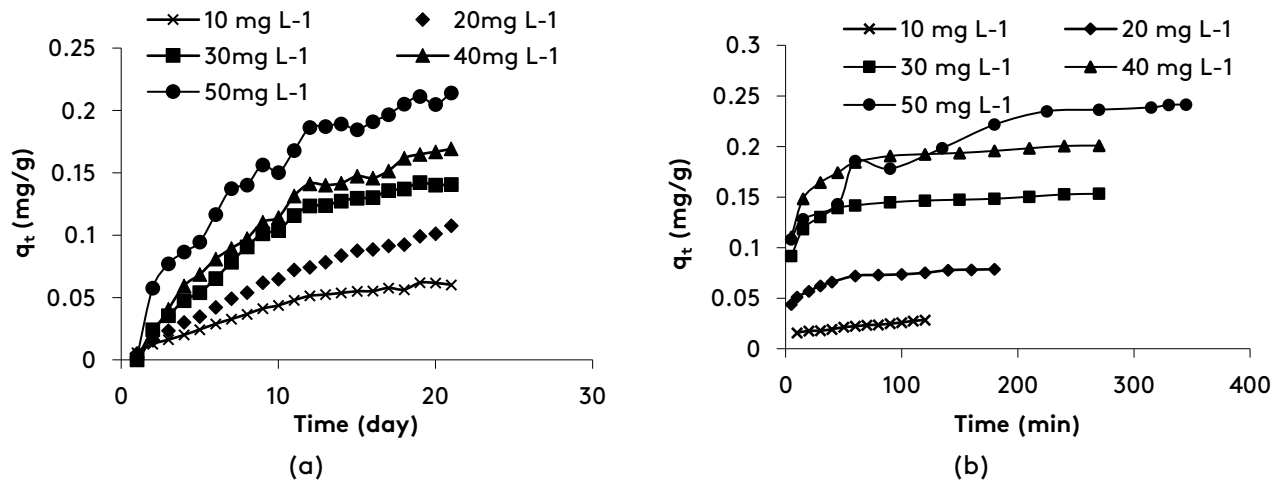 10 mg L-1
20mg L-1
30mg L-1
40mg L-1
50mg L-1
0.25
0.2
0.15
0.1
0.05
0
qₜ (mg/g)
0
10
20
30
Time (day)
(a)
10 mg L-1
20 mg L-1
30 mg L-1
40 mg L-1
50 mg L-1
0.3
0.25
0.2
0.15
0.1
0.05
0
qₜ (mg/g)
0
100
200
300
400
Time (min)
(b)